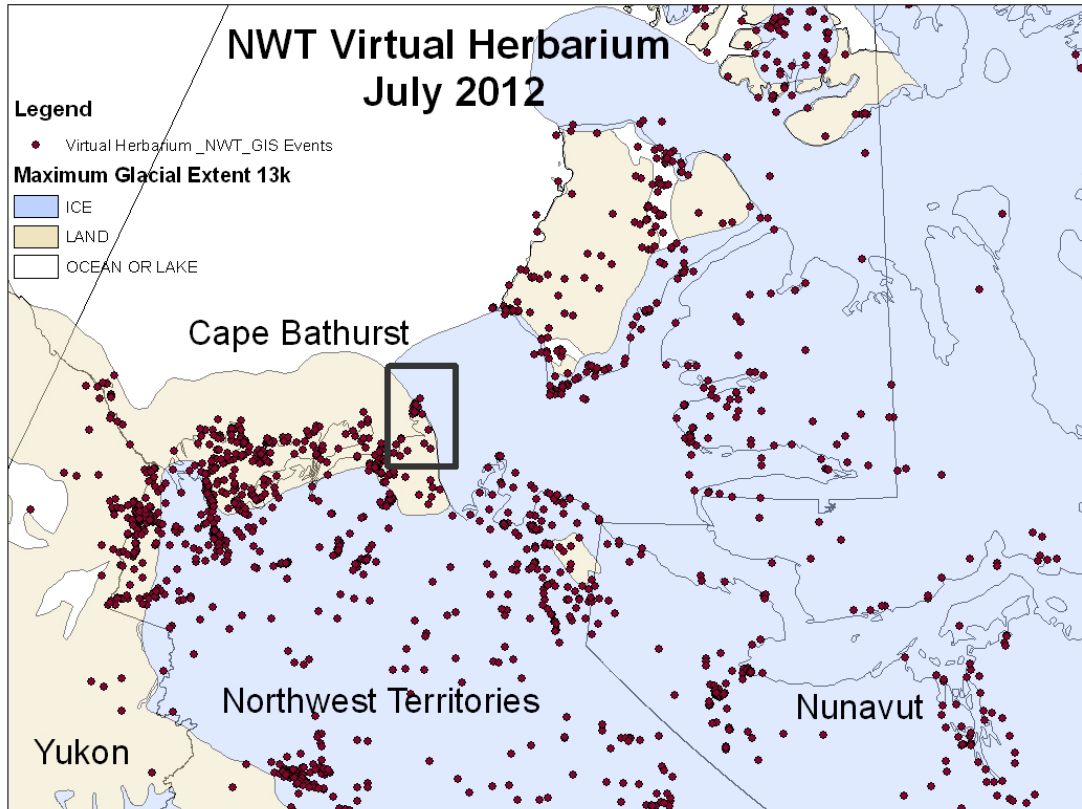 NWT Virtual Herbarium
July 2012
Legend
Virtual Herbarium _NWT_GIS Events
Maximum Glacial Extent 13k
ICE
LAND
OCEAN OR LAKE
Cape Bathurst
Northwest Territories
Nunavut
Yukon